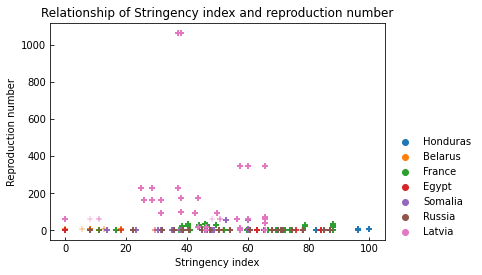 Relationship of Stringency index and reproduction number
1000
800
600
400
200
0
Reproduction number
0 20 40 60 80 100
Stringency index
Honduras
Belarus
France
Egypt
Somalia
Russia
Latvia